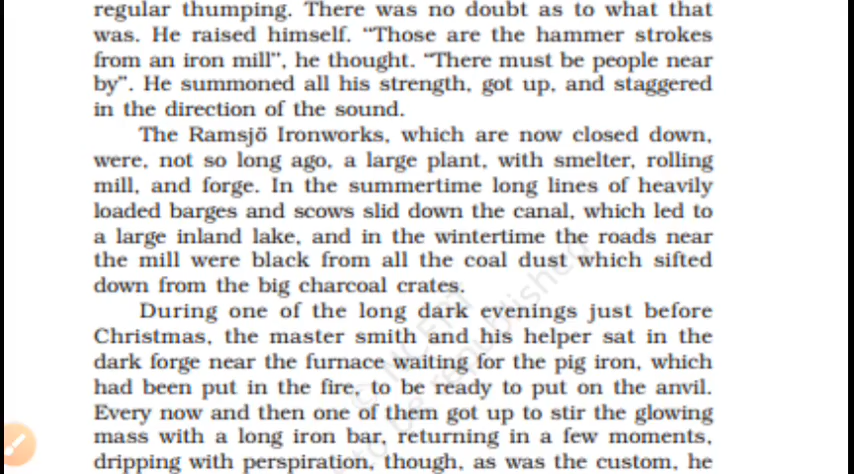 regular thumping. There was no doubt as to what that
was. He raised himself. “Those are the hammer strokes
from an iron mill”, he thought. “There must be people near
by”. He summoned all his strength, got up, and staggered
in the direction of the sound.
The Ramsjö Ironworks, which are now closed down,
were, not so long ago, a large plant, with smelter, rolling
mill, and forge. In the summertime long lines of heavily
loaded barges and scows slid down the canal, which led to
a large inland lake, and in the wintertime the roads near
the mill were black from all the coal dust which sifted
down from the big charcoal crates.
During one of the long dark evenings just before
Christmas, the master smith and his helper sat in the
dark forge near the furnace waiting for the pig iron, which
had been put in the fire, to be ready to put on the anvil.
Every now and then one of them got up to stir the glowing
mass with a long iron bar, returning in a few moments,
dripping with perspiration, though, as was the custom, he
© NCERT
to be republished